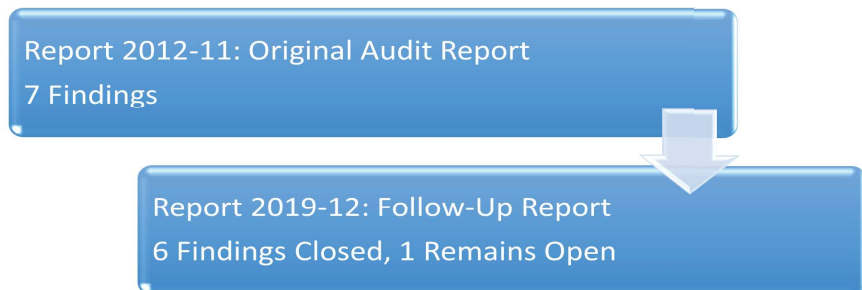 Report 2012-11: Original Audit Report
7 Findings
Report 2019-12: Follow-Up Report
6 Findings Closed, 1 Remains Open